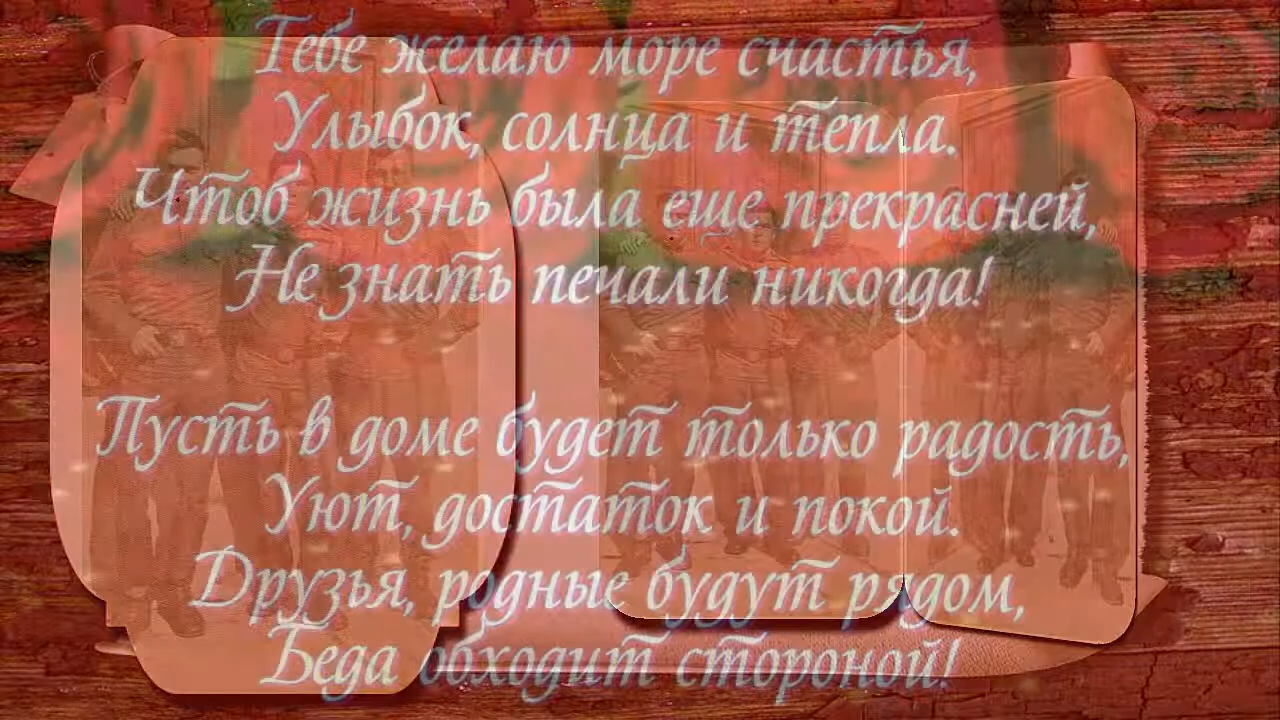 Тебе желаю море счастья,
Улыбок, солнца и тепла.
Чтоб жизнь была еще прекрасней,
Не знать печали никогда!
Пусть в доме будет только радость,
Уют, достаток и покой.
Друзья, родные будут рядом,
Беда обходит стороной!